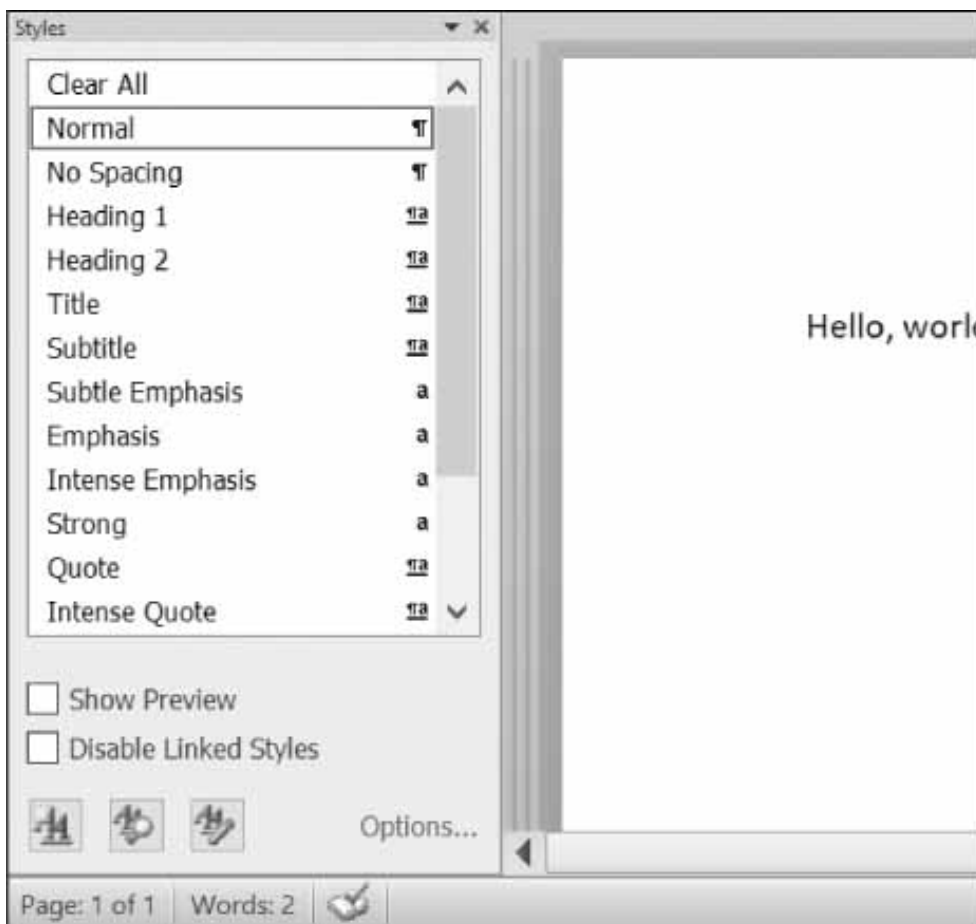 Styles
Clear All
Normal ¶
No Spacing ¶
Heading 1 ¶a
Heading 2 ¶a
Title ¶a
Subtitle ¶a
Subtle Emphasis a
Emphasis a
Intense Emphasis a
Strong a
Quote ¶a
Intense Quote ¶a
Hello, worl
Show Preview
Disable Linked Styles
Options...
Page: 1 of 1 Words: 2